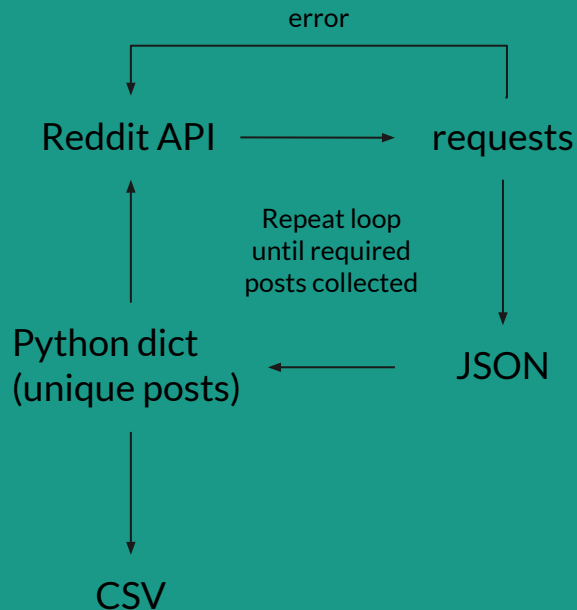 error
Reddit API
requests
Repeat loop
until required
posts collected
Python dict
(unique posts)
JSON
CSV